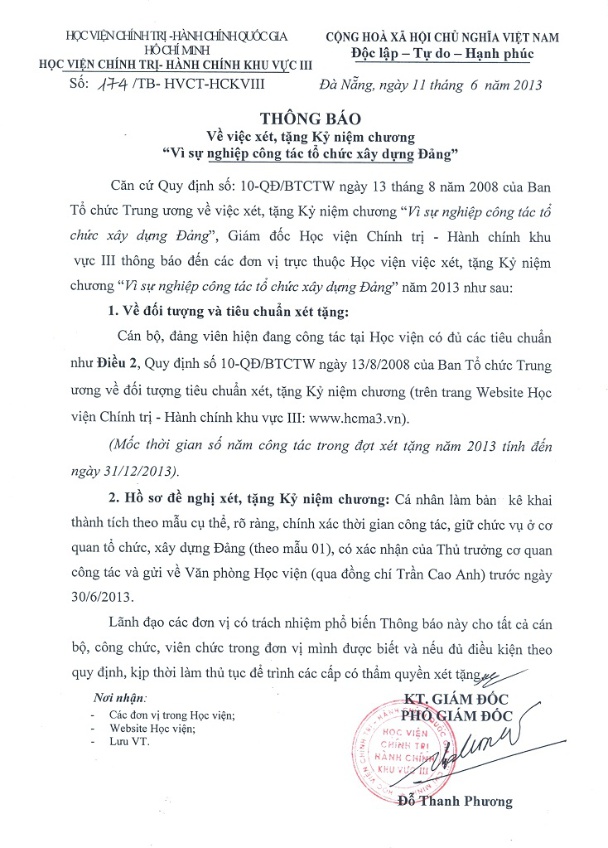 HỌC VIỆN CHÍNH TRỊ -HÀNH CHÍNH QUỐC GIA
HỒ CHÍ MINH
HỌC VIỆN CHÍNH TRỊ- HÀNH CHÍNH KHU VỰC III
Số: 174 /TB- HVCT-HCKVIII
CỘNG HOÀ XÃ HỘI CHỦ NGHĨA VIỆT NAM
Độc lập – Tự do – Hạnh phúc
Đà Nẵng, ngày 11 tháng 6 năm 2013
THÔNG BÁO
Về việc xét, tặng Kỷ niệm chương
“Vì sự nghiệp công tác tổ chức xây dựng Đảng”
Căn cứ Quy định số: 10-QĐ/BTCTW ngày 13 tháng 8 năm 2008 của Ban
Tổ chức Trung ương về việc xét, tặng Kỷ niệm chương “Vì sự nghiệp công tác tổ
chức xây dựng Đảng”, Giám đốc Học viện Chính trị - Hành chính khu
vực III thông báo đến các đơn vị trực thuộc Học viện việc xét, tặng Kỷ niệm
chương “Vì sự nghiệp công tác tổ chức xây dựng Đảng” năm 2013 như sau:
1. Về đối tượng và tiêu chuẩn xét tặng:
Cán bộ, đảng viên hiện đang công tác tại Học viện có đủ các tiêu chuẩn
như Điều 2, Quy định số 10-QĐ/BTCTW ngày 13/8/2008 của Ban Tổ chức Trung
ương về đối tượng tiêu chuẩn xét, tặng Kỷ niệm chương (trên trang Website Học
viện Chính trị - Hành chính khu vực III: www.hcma3.vn).
(Mốc thời gian số năm công tác trong đợt xét tặng năm 2013 tính đến
ngày 31/12/2013).
2. Hồ sơ đề nghị xét, tặng Kỷ niệm chương: Cá nhân làm bản kê khai
thành tích theo mẫu cụ thể, rõ ràng, chính xác thời gian công tác, giữ chức vụ ở cơ
quan tổ chức, xây dựng Đảng (theo mẫu 01), có xác nhận của Thủ trưởng cơ quan
công tác và gửi về Văn phòng Học viện (qua đồng chí Trần Cao Anh) trước ngày
30/6/2013.
Lãnh đạo các đơn vị có trách nhiệm phổ biến Thông báo này cho tất cả cán
bộ, công chức, viên chức trong đơn vị mình được biết và nếu đủ điều kiện theo
quy định, kịp thời làm thủ tục để trình các cấp có thẩm quyền xét tặng.
Nơi nhận:
- Các đơn vị trong Học viện;
- Website Học viện;
- Lưu VT.
KT. GIÁM ĐỐC
PHÓ GIÁM ĐỐC
HỌC VIỆN
CHÍNH TRỊ
HÀNH CHÍNH
KHU VỰC III
Đỗ Thanh Phương